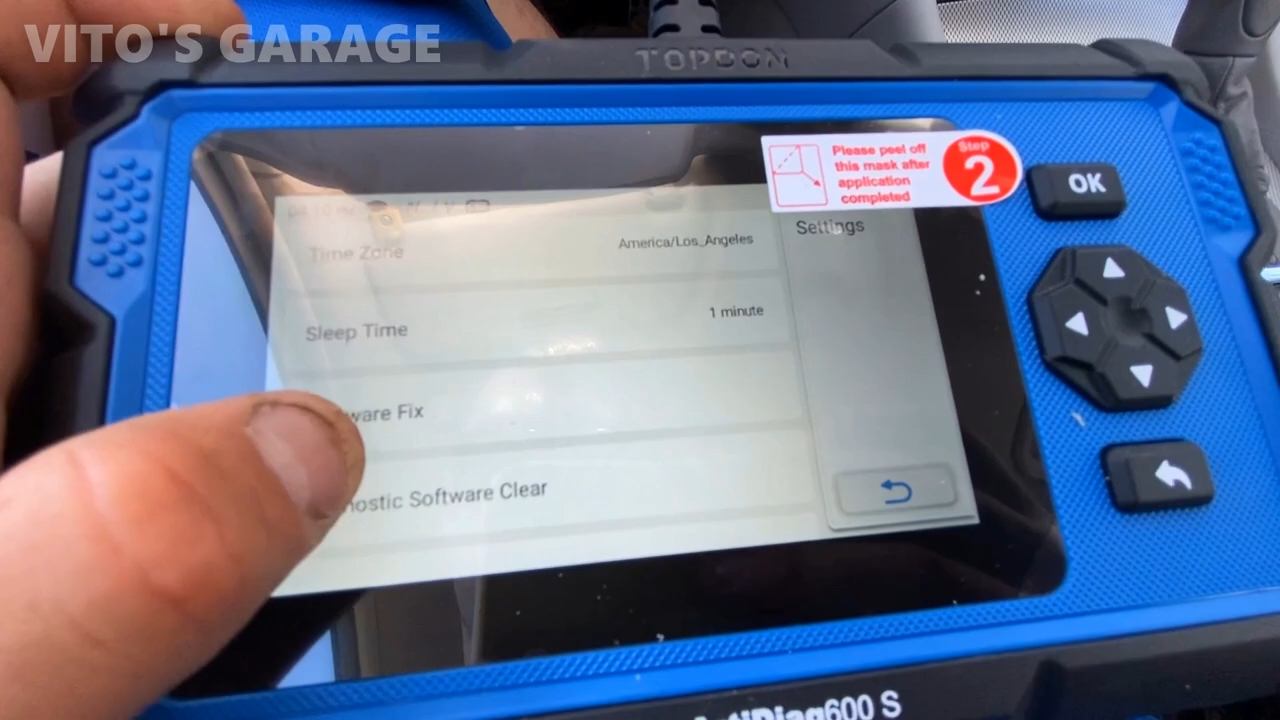 VITO'S GARAGE
TOPDON
Please peel off
this mask after
application
completed
Step
2
OK
Settings
Time Zone America/Los_Angeles
Sleep Time 1 minute
ware Fix
nostic Software Clear
tiDiag600 S